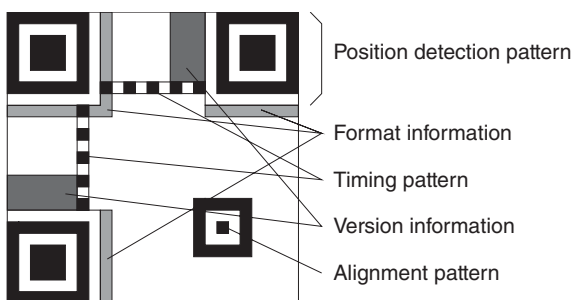 Position detection pattern
Format information
Timing pattern
Version information
Alignment pattern